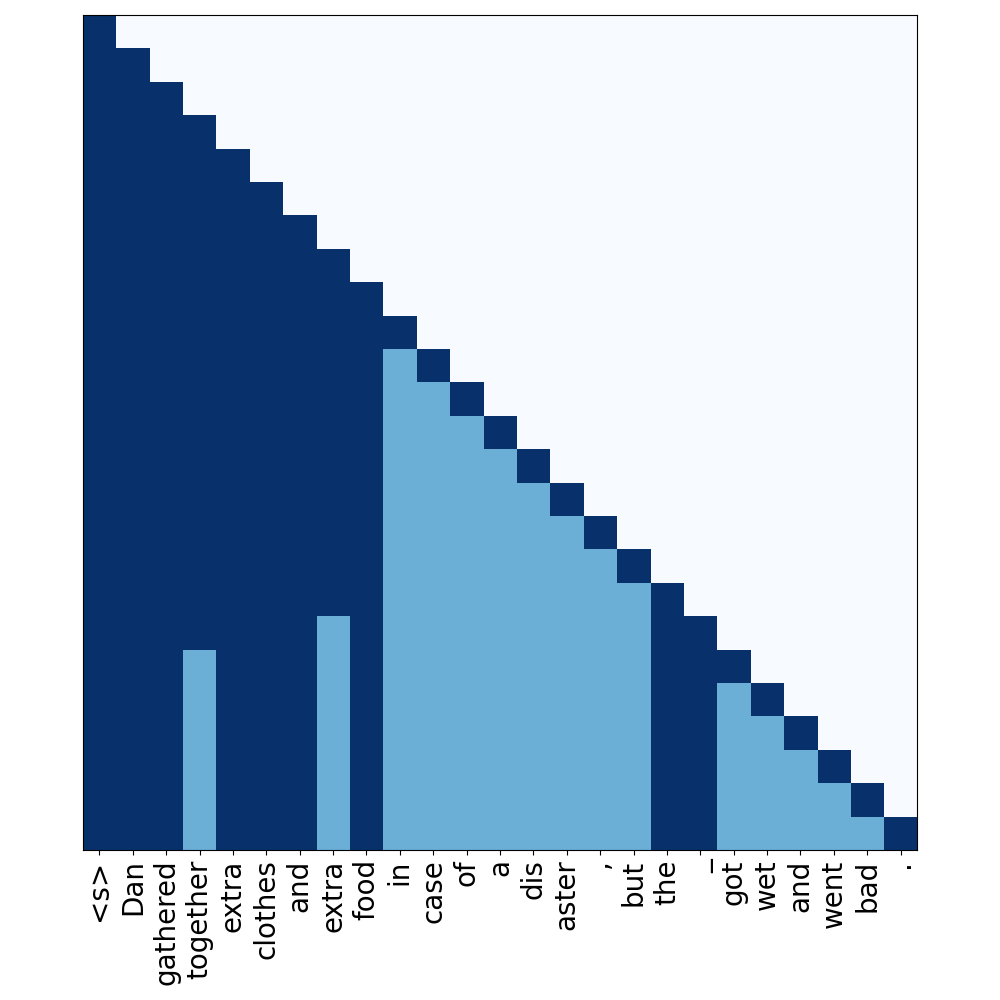 <s> Dan gathered together extra clothes and extra food in case of a dis aster , but the _ got wet and went bad .